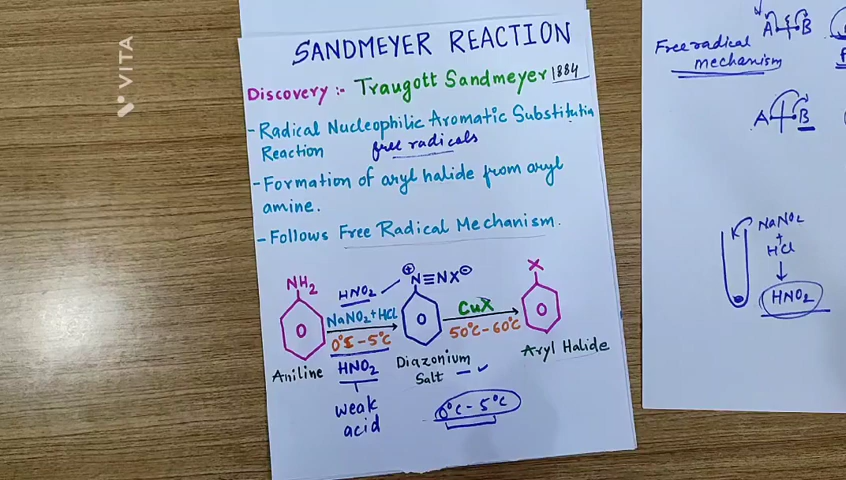 VITA
SANDMEYER REACTION
Discovery :- Traugott Sandmeyer 1884
- Radical Nucleophilic Aromatic Substitution
Reaction free radicals
- Formation of aryl halide from aryl
amine.
- Follows Free Radical Mechanism.
NH₂
HNO₂
⊕
N≡NX⊖
X
NaNO₂+HCl
CuX
0°C-5°C
50°C-60°C
Aniline
HNO₂
Diazonium
Salt
Aryl Halide
weak
acid
0°C-5°C
A B
Free radical
mechanism
A B
NaNO₂
+
HCl
↓
HNO₂